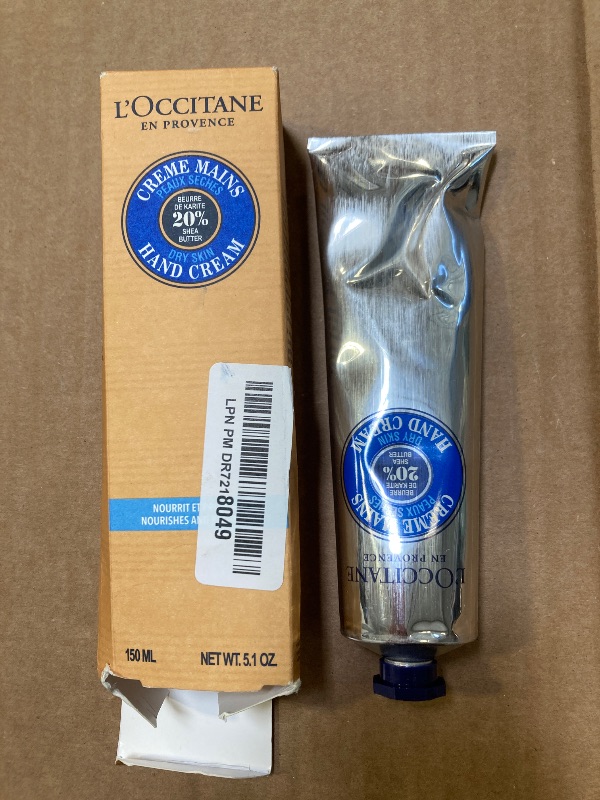 L'OCCITANE
EN PROVENCE
CREME MAINS
PEAUX SECHES
BEURRE
DE KARITE
20%
SHEA
BUTTER
DRY SKIN
HAND CREAM
LPN PM DR7218049
NOURRIT ET
NOURISHES
150 ML
NET WT. 5.1 OZ.
L'OCCITANE
EN PROVENCE
CREME MAINS
PEAUX SECHES
BEURRE
DE KARITE
20%
SHEA
BUTTER
DRY SKIN
HAND CREAM